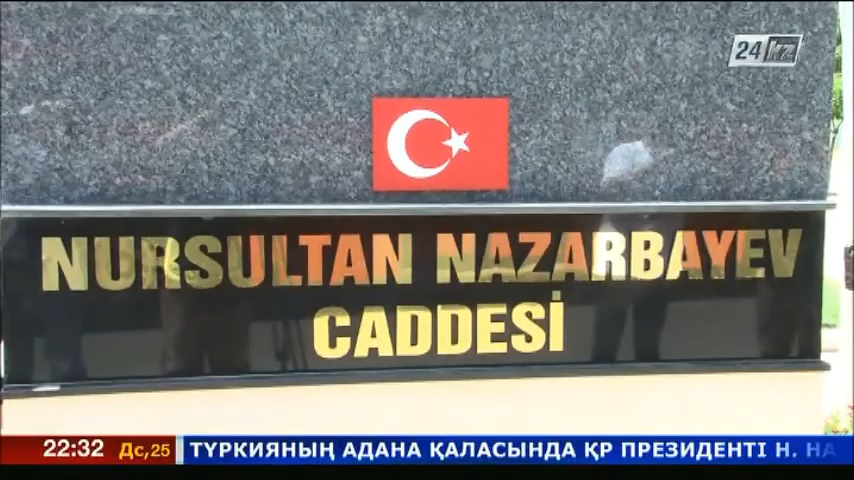 24kz
NURSULTAN NAZARBAYEV
CADDESİ
22:32 Дс,25 ТҮРКИЯНЫҢ АДАНА ҚАЛАСЫНДА ҚР ПРЕЗИДЕНТІ Н. НА